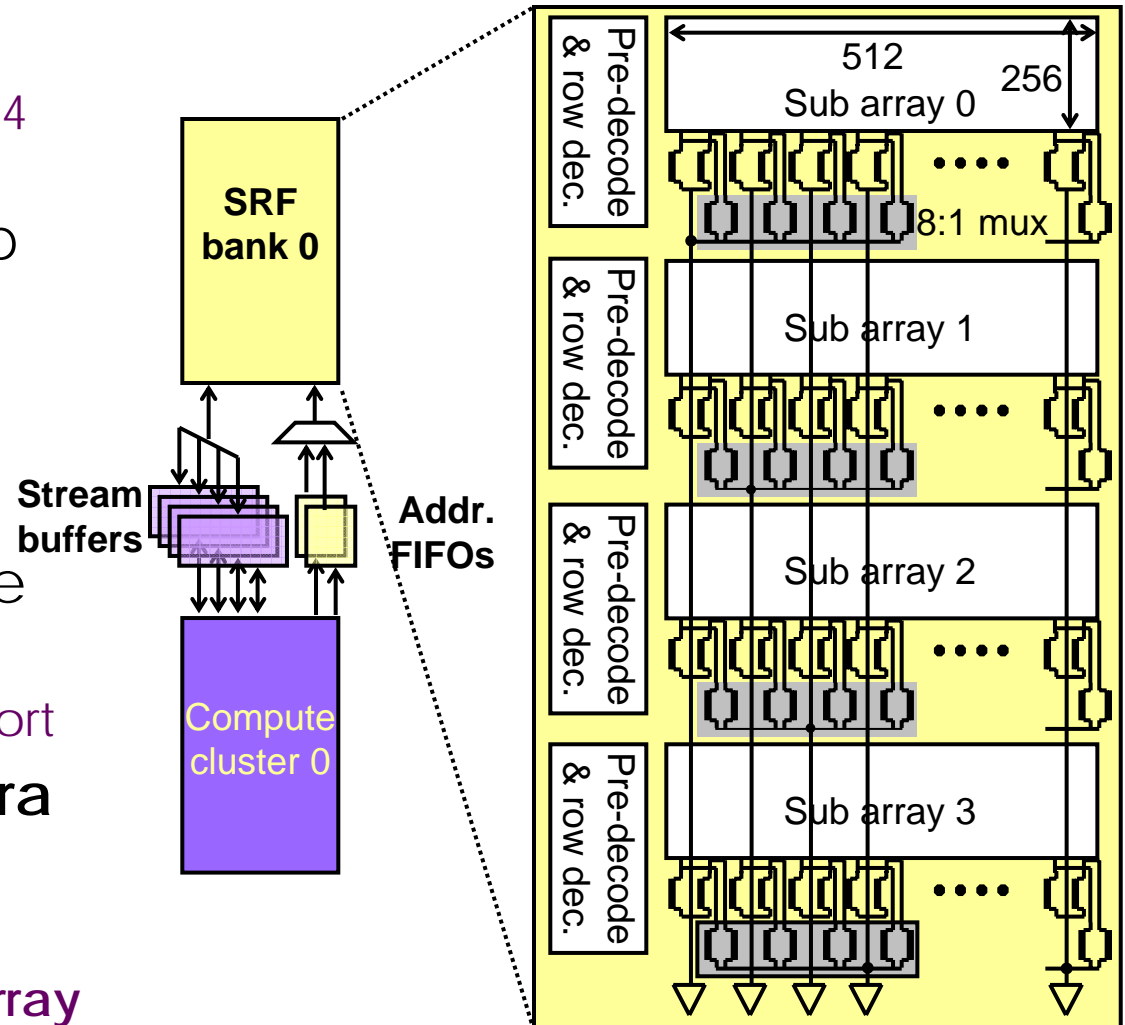 4
o
e
ort
ra
rray
SRF
bank 0
Stream
buffers
Addr.
FIFOs
Compute
cluster 0
Pre-decode
& row dec.
512
256
Sub array 0
8:1 mux
Pre-decode
& row dec.
Sub array 1
Pre-decode
& row dec.
Sub array 2
Pre-decode
& row dec.
Sub array 3